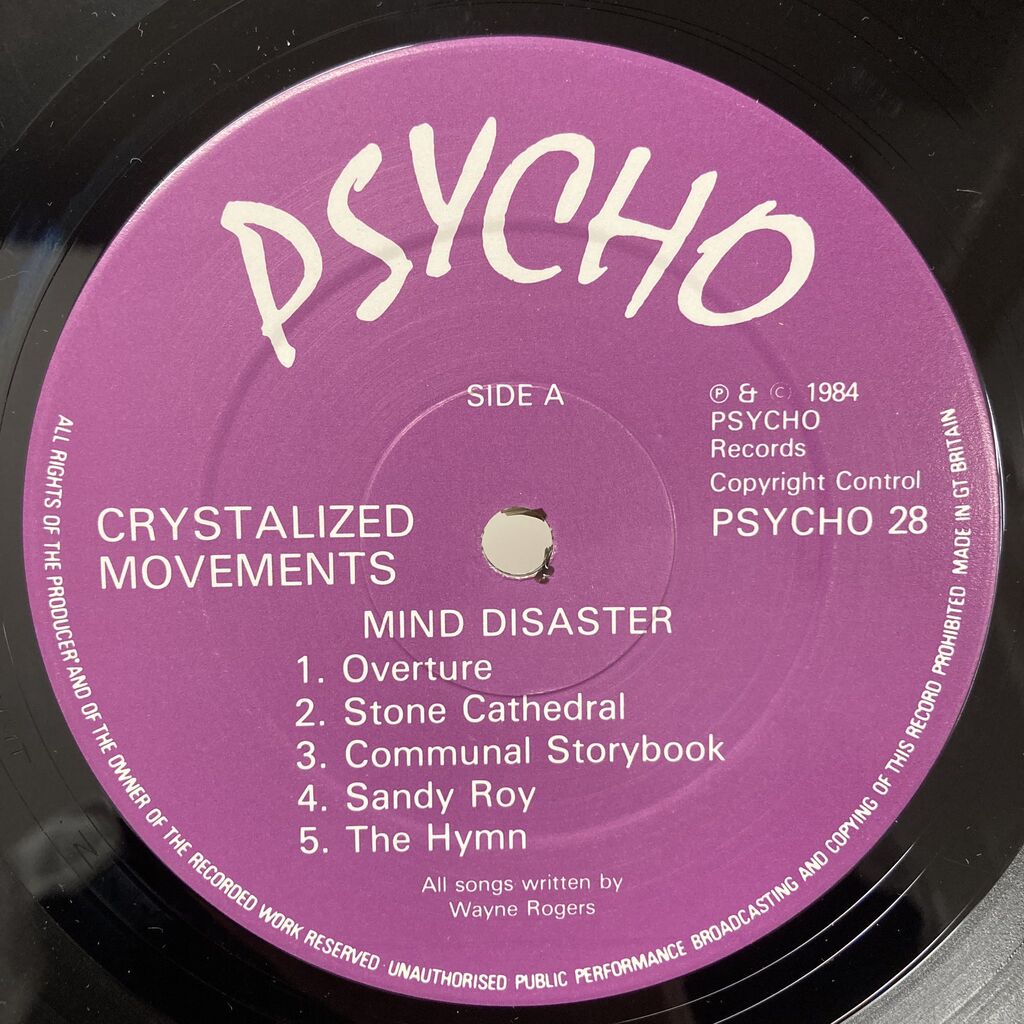 PSYCHO
SIDE A
Ⓟ & © 1984
PSYCHO
Records
Copyright Control
PSYCHO 28
CRYSTALIZED
MOVEMENTS
MIND DISASTER
1. Overture
2. Stone Cathedral
3. Communal Storybook
4. Sandy Roy
5. The Hymn
All songs written by
Wayne Rogers
ALL RIGHTS OF THE PRODUCER AND OF THE OWNER OF THE RECORDED WORK RESERVED · UNAUTHORISED PUBLIC PERFORMANCE BROADCASTING AND COPYING OF THIS RECORD PROHIBITED MADE IN GT BRITAIN